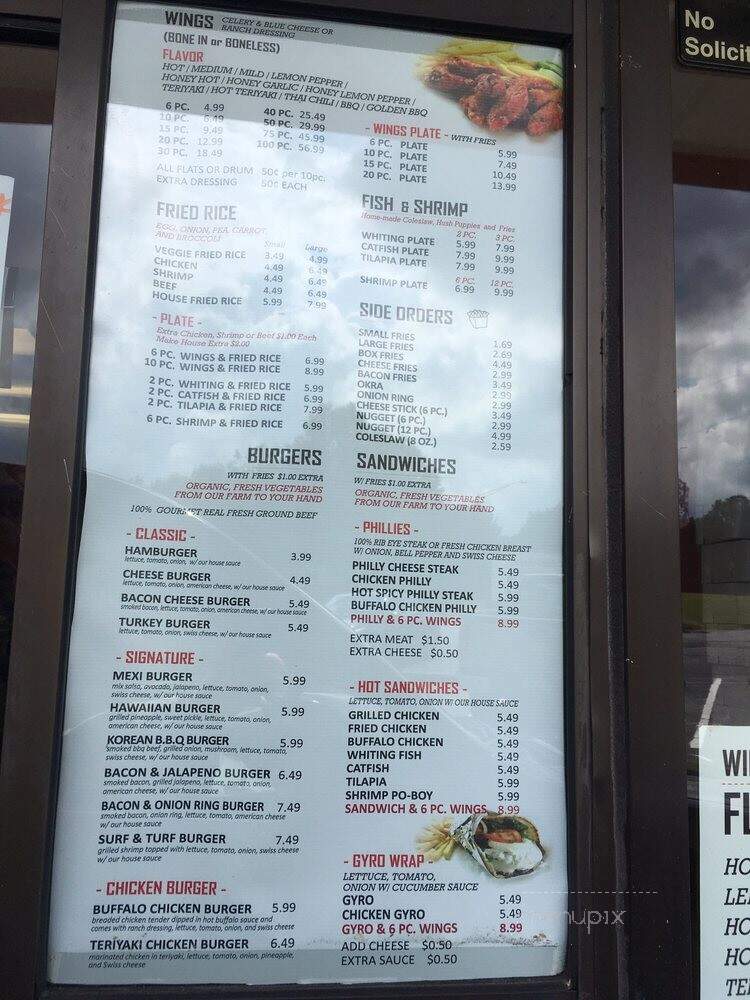 WINGS CELERY & BLUE CHEESE OR
RANCH DRESSING
(BONE IN or BONELESS)
FLAVOR
HOT / MEDIUM / MILD / LEMON PEPPER /
HONEY HOT / HONEY GARLIC / HONEY LEMON PEPPER /
TERIYAKI / HOT TERIYAKI / THAI CHILI / BBQ / GOLDEN BBQ
6 PC. 4.99
10 PC. 6.49
15 PC. 9.49
20 PC. 12.99
30 PC. 18.49
40 PC. 25.49
50 PC. 29.99
75 PC. 45.99
100 PC. 56.99
ALL FLATS OR DRUM 50¢ per 10pc.
EXTRA DRESSING 50¢ EACH
- WINGS PLATE - WITH FRIES
6 PC. PLATE 5.99
10 PC. PLATE 7.49
15 PC. PLATE 10.49
20 PC. PLATE 13.99
FRIED RICE
EGG, ONION, PEA, CARROT
AND BROCCOLI
Small Large
VEGGIE FRIED RICE 3.49 4.99
CHICKEN 4.49 6.49
SHRIMP 4.49 6.49
BEEF 4.49 6.49
HOUSE FRIED RICE 5.99 7.99
- PLATE -
Extra Chicken, Shrimp or Beef $1.00 Each
Make House Extra $2.00
6 PC. WINGS & FRIED RICE 6.99
10 PC. WINGS & FRIED RICE 8.99
2 PC. WHITING & FRIED RICE 5.99
2 PC. CATFISH & FRIED RICE 6.99
2 PC. TILAPIA & FRIED RICE 7.99
6 PC. SHRIMP & FRIED RICE 6.99
FISH & SHRIMP
Home-made Coleslaw, Hush Puppies and Fries
2 PC. 3 PC.
WHITING PLATE 5.99 7.99
CATFISH PLATE 7.99 9.99
TILAPIA PLATE 7.99 9.99
6 PC. 12 PC.
SHRIMP PLATE 6.99 9.99
SIDE ORDERS
SMALL FRIES 1.69
LARGE FRIES 2.69
BOX FRIES 4.49
CHEESE FRIES 2.99
BACON FRIES 3.49
OKRA 2.99
ONION RING 2.99
CHEESE STICK (6 PC.) 3.49
NUGGET (6 PC.) 2.99
NUGGET (12 PC.) 4.99
COLESLAW (8 OZ.) 2.59
BURGERS
WITH FRIES $1.00 EXTRA
ORGANIC, FRESH VEGETABLES
FROM OUR FARM TO YOUR HAND
100% GOURMET REAL FRESH GROUND BEEF
- CLASSIC -
HAMBURGER 3.99
lettuce, tomato, onion, w/ our house sauce
CHEESE BURGER 4.49
lettuce, tomato, onion, american cheese, w/ our house sauce
BACON CHEESE BURGER 5.49
smoked bacon, lettuce, tomato, onion, american cheese, w/ our house sauce
TURKEY BURGER 5.49
lettuce, tomato, onion, swiss cheese, w/ our house sauce
- SIGNATURE -
MEXI BURGER 5.99
mix salsa, avocado, jalapeno, lettuce, tomato, onion,
swiss cheese, w/ our house sauce
HAWAIIAN BURGER 5.99
grilled pineapple, sweet pickle, lettuce, tomato, onion,
american cheese, w/ our house sauce
KOREAN B.B.Q BURGER 5.99
smoked bbq beef, grilled onion, mushroom, lettuce, tomato,
swiss cheese, w/ our house sauce
BACON & JALAPENO BURGER 6.49
smoked bacon, grilled jalapeno, lettuce, tomato, onion,
american cheese, w/ our house sauce
BACON & ONION RING BURGER 7.49
smoked bacon, onion ring, lettuce, tomato, american cheese
w/ our house sauce
SURF & TURF BURGER 7.49
grilled shrimp topped with lettuce, tomato, onion, swiss cheese
w/ our house sauce
- CHICKEN BURGER -
BUFFALO CHICKEN BURGER 5.99
breaded chicken tender dipped in hot buffalo sauce and
comes with ranch dressing, lettuce, tomato, onion, and swiss cheese
TERIYAKI CHICKEN BURGER 6.49
marinated chicken in teriyaki, lettuce, tomato, onion, pineapple,
and Swiss cheese
SANDWICHES
W/ FRIES $1.00 EXTRA
ORGANIC, FRESH VEGETABLES
FROM OUR FARM TO YOUR HAND
- PHILLIES -
100% RIB EYE STEAK OR FRESH CHICKEN BREAST
W/ ONION, BELL PEPPER AND SWISS CHEESE
PHILLY CHEESE STEAK 5.49
CHICKEN PHILLY 5.49
HOT SPICY PHILLY STEAK 5.99
BUFFALO CHICKEN PHILLY 5.99
PHILLY & 6 PC. WINGS 8.99
EXTRA MEAT $1.50
EXTRA CHEESE $0.50
- HOT SANDWICHES -
LETTUCE, TOMATO, ONION W/ OUR HOUSE SAUCE
GRILLED CHICKEN 5.49
FRIED CHICKEN 5.49
BUFFALO CHICKEN 5.49
WHITING FISH 5.49
CATFISH 5.49
TILAPIA 5.99
SHRIMP PO-BOY 5.99
SANDWICH & 6 PC. WINGS 8.99
- GYRO WRAP -
LETTUCE, TOMATO,
ONION W/ CUCUMBER SAUCE
GYRO 5.49
CHICKEN GYRO 5.49
GYRO & 6 PC. WINGS 8.99
ADD CHEESE $0.50
EXTRA SAUCE $0.50
No
Solicit
WI
FL
HO
LE
HO
HO
TE